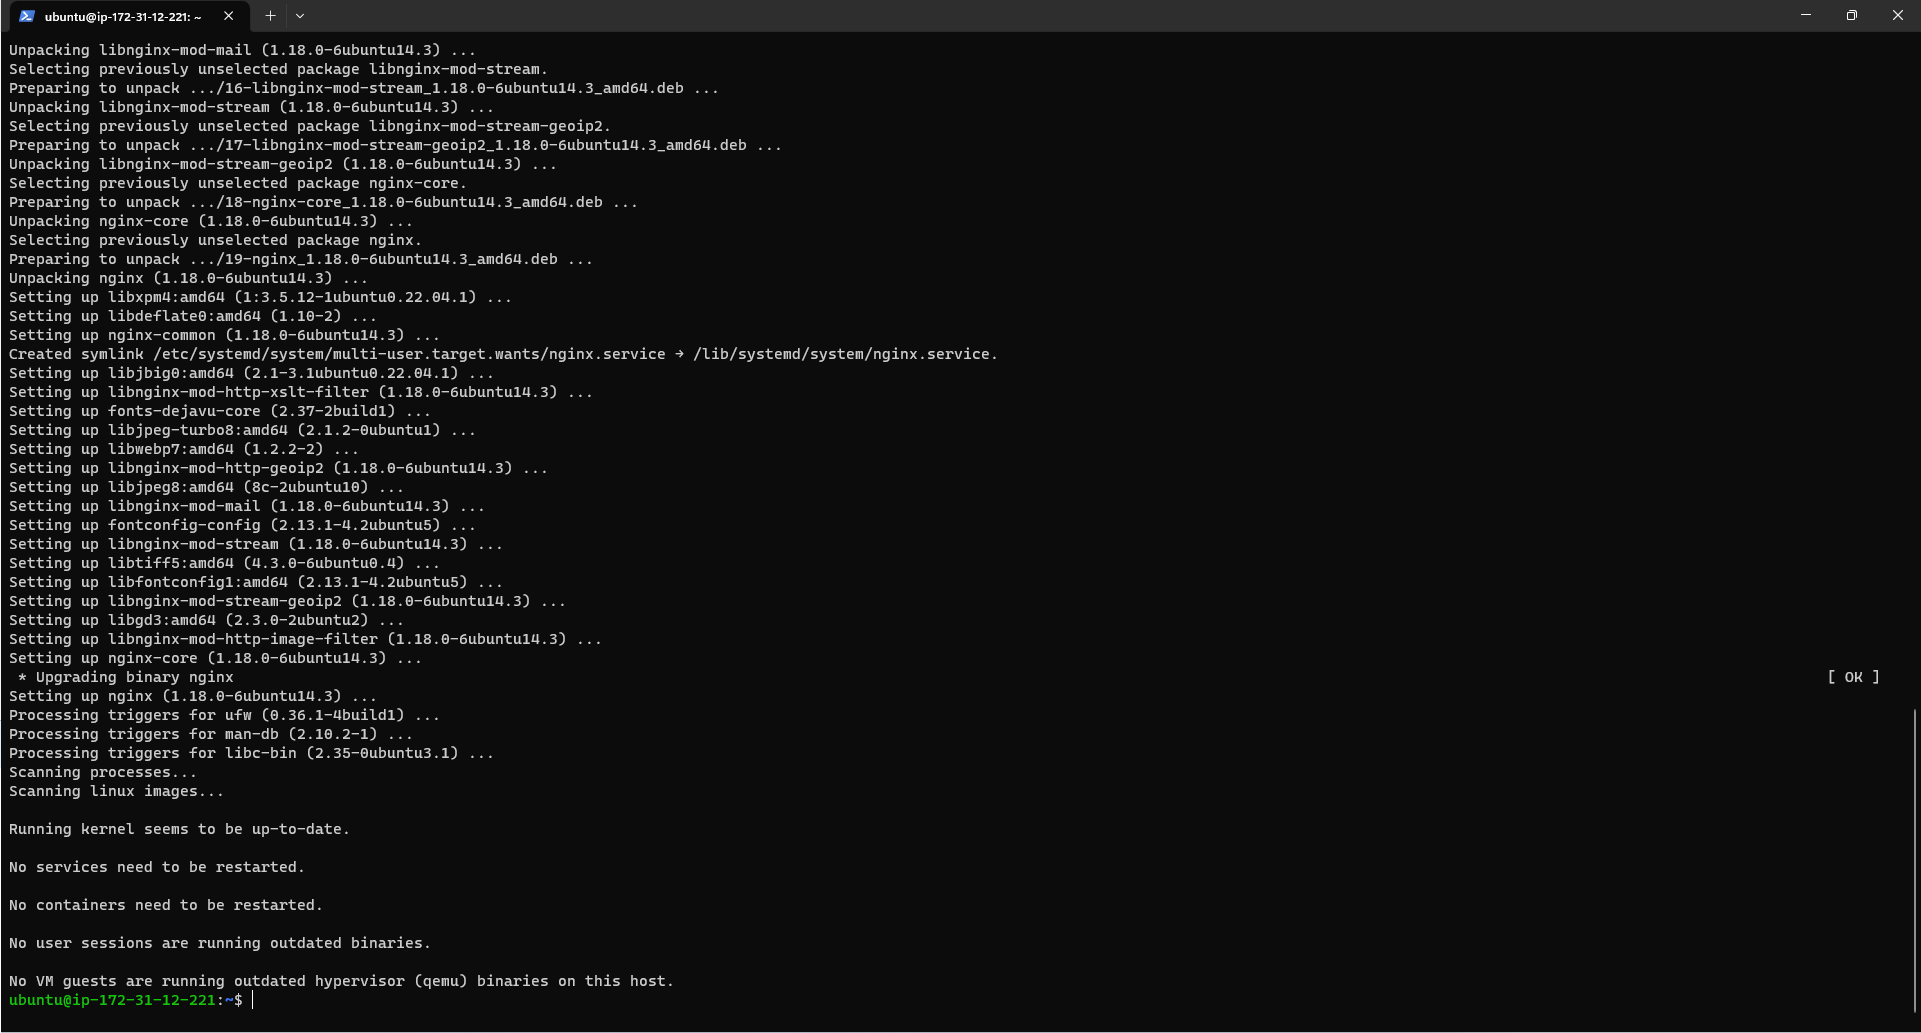 ubuntu@ip-172-31-12-221: ~
Unpacking libnginx-mod-mail (1.18.0-6ubuntu14.3) ...
Selecting previously unselected package libnginx-mod-stream.
Preparing to unpack .../16-libnginx-mod-stream_1.18.0-6ubuntu14.3_amd64.deb ...
Unpacking libnginx-mod-stream (1.18.0-6ubuntu14.3) ...
Selecting previously unselected package libnginx-mod-stream-geoip2.
Preparing to unpack .../17-libnginx-mod-stream-geoip2_1.18.0-6ubuntu14.3_amd64.deb ...
Unpacking libnginx-mod-stream-geoip2 (1.18.0-6ubuntu14.3) ...
Selecting previously unselected package nginx-core.
Preparing to unpack .../18-nginx-core_1.18.0-6ubuntu14.3_amd64.deb ...
Unpacking nginx-core (1.18.0-6ubuntu14.3) ...
Selecting previously unselected package nginx.
Preparing to unpack .../19-nginx_1.18.0-6ubuntu14.3_amd64.deb ...
Unpacking nginx (1.18.0-6ubuntu14.3) ...
Setting up libxpm4:amd64 (1:3.5.12-1ubuntu0.22.04.1) ...
Setting up libdeflate0:amd64 (1.10-2) ...
Setting up nginx-common (1.18.0-6ubuntu14.3) ...
Created symlink /etc/systemd/system/multi-user.target.wants/nginx.service → /lib/systemd/system/nginx.service.
Setting up libjbig0:amd64 (2.1-3.1ubuntu0.22.04.1) ...
Setting up libnginx-mod-http-xslt-filter (1.18.0-6ubuntu14.3) ...
Setting up fonts-dejavu-core (2.37-2build1) ...
Setting up libjpeg-turbo8:amd64 (2.1.2-0ubuntu1) ...
Setting up libwebp7:amd64 (1.2.2-2) ...
Setting up libnginx-mod-http-geoip2 (1.18.0-6ubuntu14.3) ...
Setting up libjpeg8:amd64 (8c-2ubuntu10) ...
Setting up libnginx-mod-mail (1.18.0-6ubuntu14.3) ...
Setting up fontconfig-config (2.13.1-4.2ubuntu5) ...
Setting up libnginx-mod-stream (1.18.0-6ubuntu14.3) ...
Setting up libtiff5:amd64 (4.3.0-6ubuntu0.4) ...
Setting up libfontconfig1:amd64 (2.13.1-4.2ubuntu5) ...
Setting up libnginx-mod-stream-geoip2 (1.18.0-6ubuntu14.3) ...
Setting up libgd3:amd64 (2.3.0-2ubuntu2) ...
Setting up libnginx-mod-http-image-filter (1.18.0-6ubuntu14.3) ...
Setting up nginx-core (1.18.0-6ubuntu14.3) ...
 * Upgrading binary nginx [ OK ]
Setting up nginx (1.18.0-6ubuntu14.3) ...
Processing triggers for ufw (0.36.1-4build1) ...
Processing triggers for man-db (2.10.2-1) ...
Processing triggers for libc-bin (2.35-0ubuntu3.1) ...
Scanning processes...
Scanning linux images...
Running kernel seems to be up-to-date.
No services need to be restarted.
No containers need to be restarted.
No user sessions are running outdated binaries.
No VM guests are running outdated hypervisor (qemu) binaries on this host.
ubuntu@ip-172-31-12-221:~$